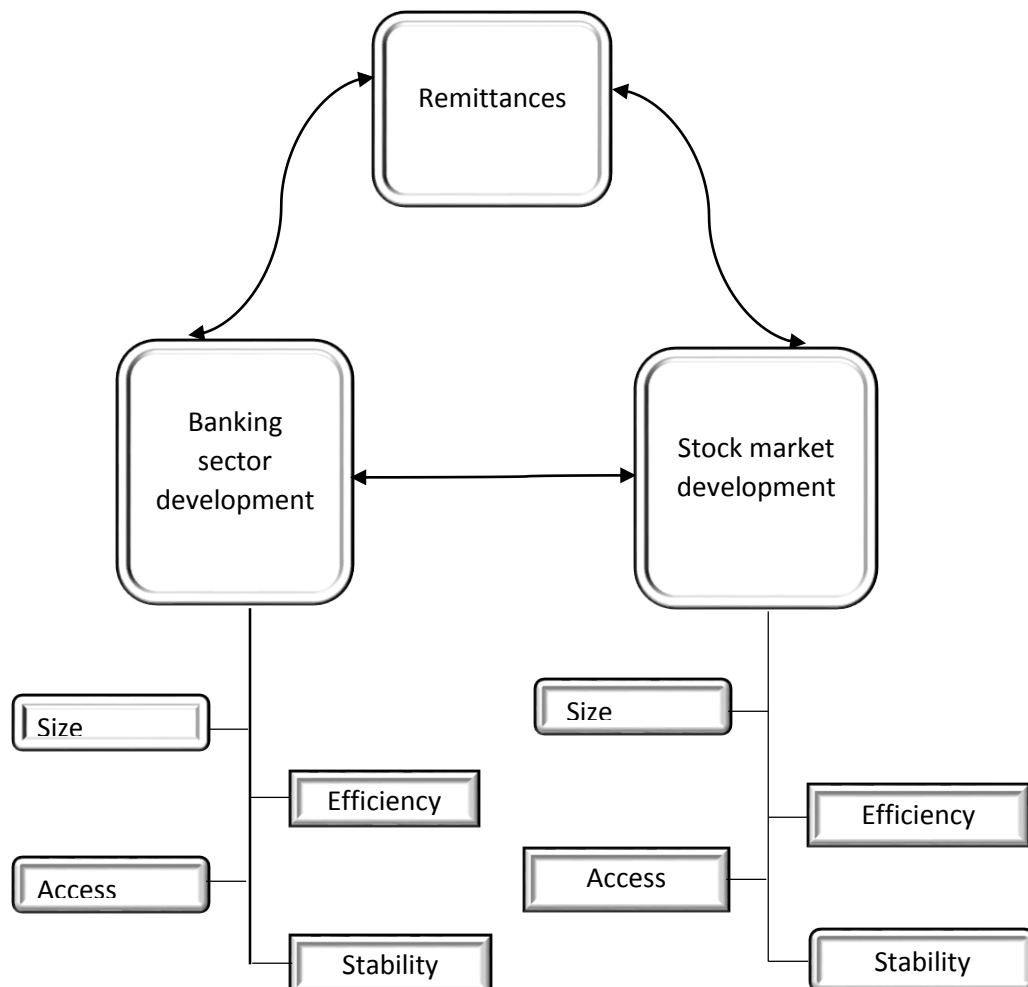 Remittances
Banking
sector
development
Stock market
development
Size
Size
Efficiency
Efficiency
Access
Access
Stability
Stability